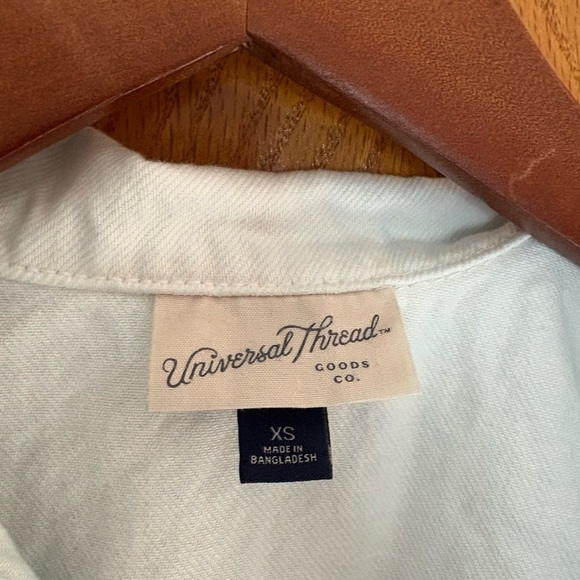 Universal Thread™
GOODS
CO.
XS
MADE IN
BANGLADESH